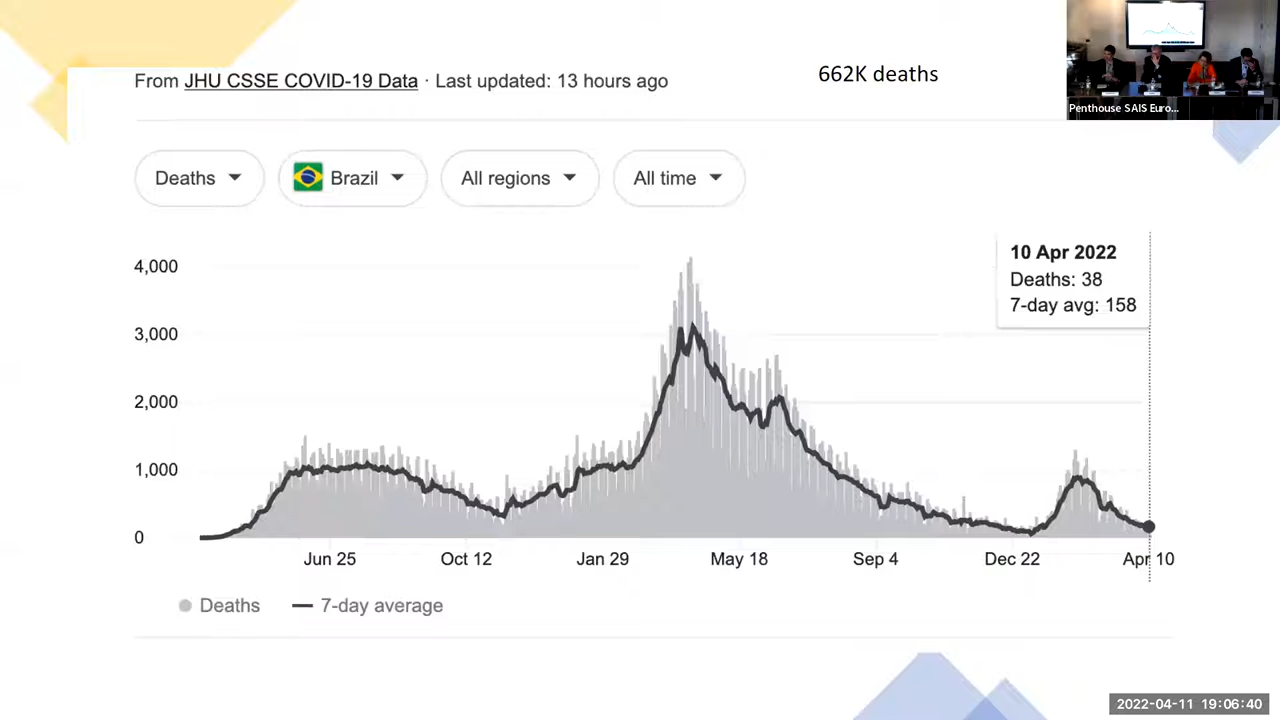 From JHU CSSE COVID-19 Data · Last updated: 13 hours ago
662K deaths
Penthouse SAIS Euro...
Deaths
Brazil
All regions
All time
10 Apr 2022
Deaths: 38
7-day avg: 158
4,000
3,000
2,000
1,000
0
Jun 25
Oct 12
Jan 29
May 18
Sep 4
Dec 22
Apr 10
Deaths
7-day average
2022-04-11 19:06:40